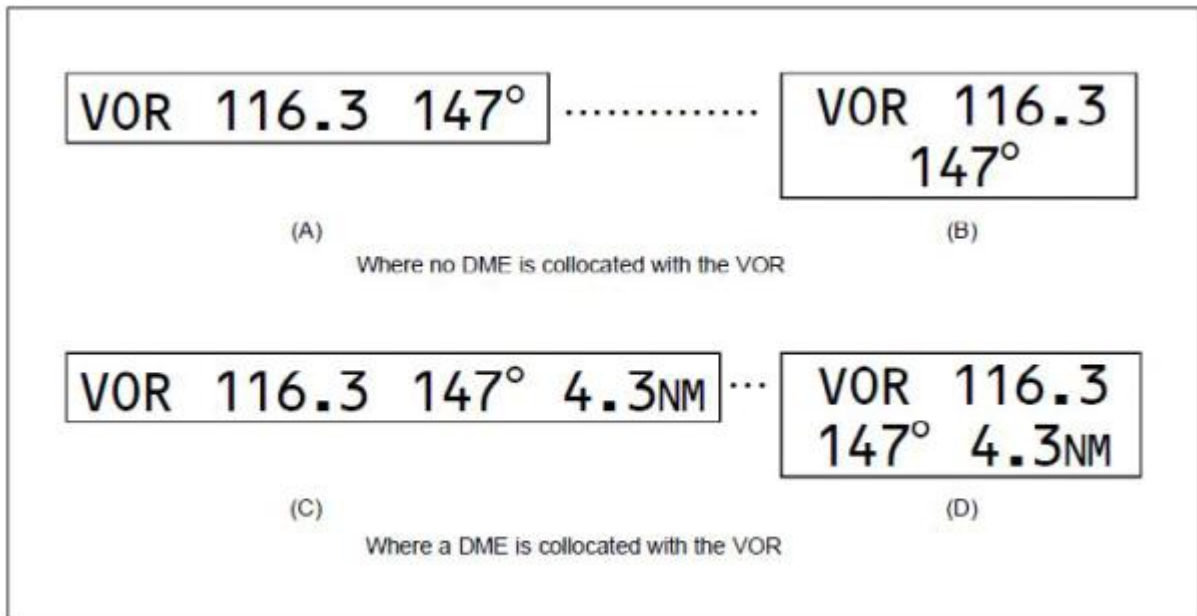 VOR 116.3 147° .............. VOR 116.3
147°
(A) (B)
Where no DME is collocated with the VOR
VOR 116.3 147° 4.3NM ... VOR 116.3
147° 4.3NM
(C) (D)
Where a DME is collocated with the VOR